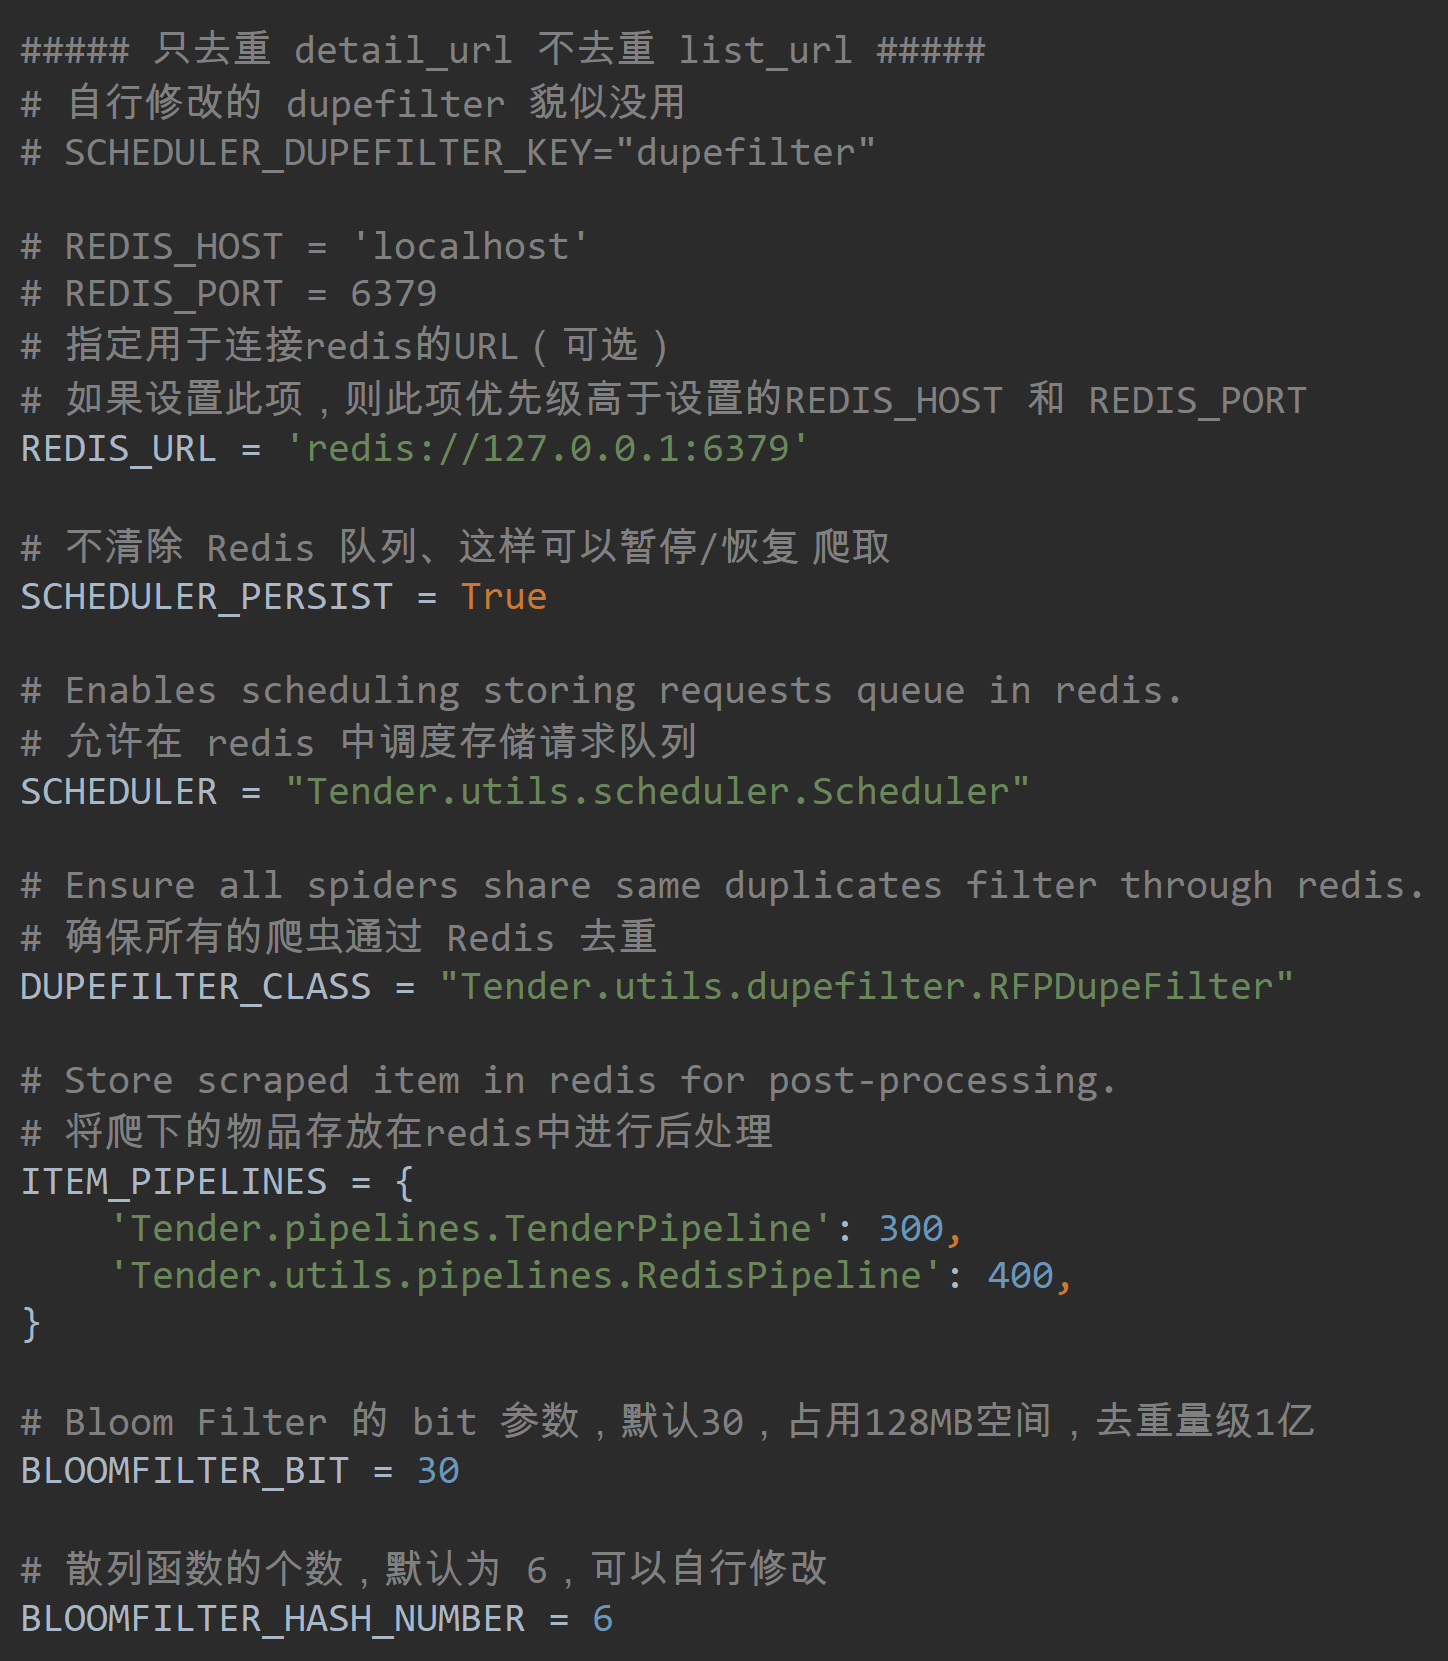 ##### 只去重 detail_url 不去重 list_url #####
# 自行修改的 dupefilter 貌似没用
# SCHEDULER_DUPEFILTER_KEY="dupefilter"
# REDIS_HOST = 'localhost'
# REDIS_PORT = 6379
# 指定用于连接redis的URL（可选）
# 如果设置此项，则此项优先级高于设置的REDIS_HOST 和 REDIS_PORT
REDIS_URL = 'redis://127.0.0.1:6379'
# 不清除 Redis 队列、这样可以暂停/恢复 爬取
SCHEDULER_PERSIST = True
# Enables scheduling storing requests queue in redis.
# 允许在 redis 中调度存储请求队列
SCHEDULER = "Tender.utils.scheduler.Scheduler"
# Ensure all spiders share same duplicates filter through redis.
# 确保所有的爬虫通过 Redis 去重
DUPEFILTER_CLASS = "Tender.utils.dupefilter.RFPDupeFilter"
# Store scraped item in redis for post-processing.
# 将爬下的物品存放在redis中进行后处理
ITEM_PIPELINES = {
    'Tender.pipelines.TenderPipeline': 300,
    'Tender.utils.pipelines.RedisPipeline': 400,
}
# Bloom Filter 的 bit 参数，默认30，占用128MB空间，去重量级1亿
BLOOMFILTER_BIT = 30
# 散列函数的个数，默认为 6，可以自行修改
BLOOMFILTER_HASH_NUMBER = 6